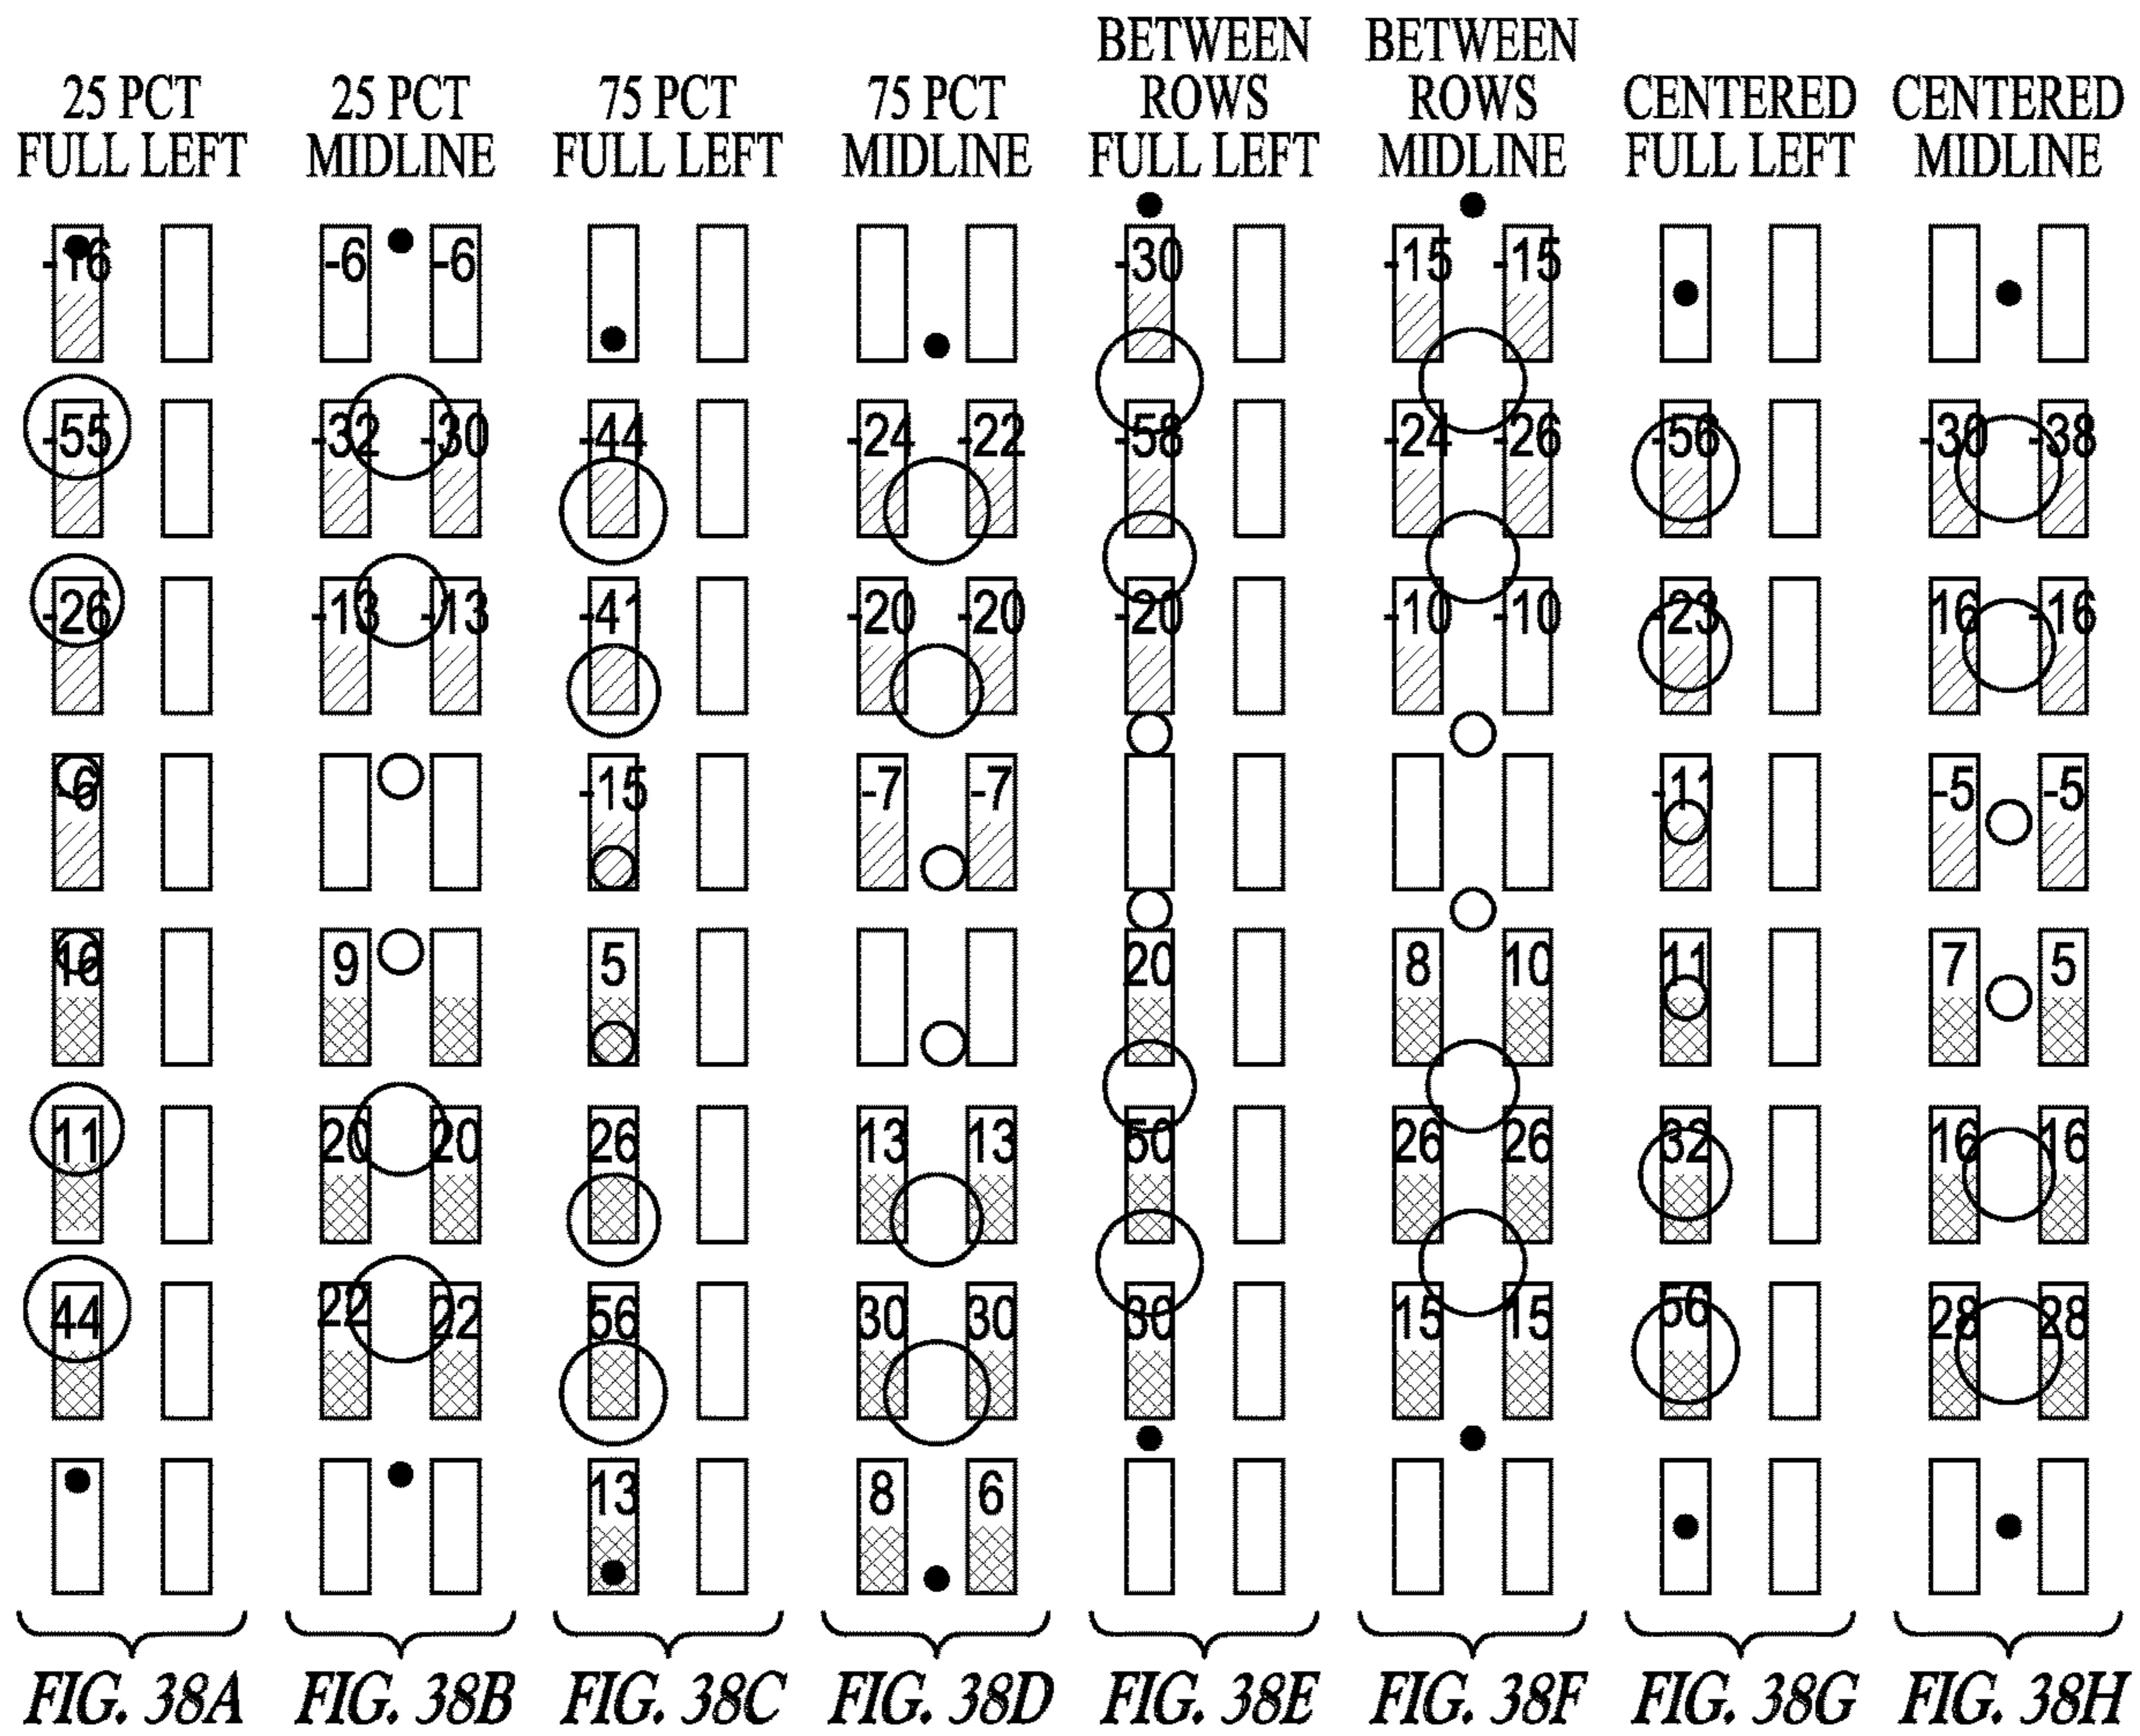 25 PCT FULL LEFT
25 PCT MIDLINE
75 PCT FULL LEFT
75 PCT MIDLINE
BETWEEN ROWS FULL LEFT
BETWEEN ROWS MIDLINE
CENTERED FULL LEFT
CENTERED MIDLINE
-16 -6 -6 -30 -15 -15
-55 -32 -30 -44 -24 -22 -58 -24 -26 -56 -30 -38
-26 -13 -13 -41 -20 -20 -20 -10 -10 -23 16 -16
-6 -15 -7 -7 -11 -5 -5
16 9 5 20 8 10 11 7 5
11 20 20 26 13 13 50 26 26 32 16 16
44 22 22 56 30 30 30 15 15 56 28 28
13 8 6
FIG. 38A FIG. 38B FIG. 38C FIG. 38D FIG. 38E FIG. 38F FIG. 38G FIG. 38H